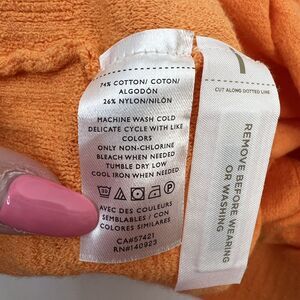 74% COTTON/ COTON/
ALGODÓN
26% NYLON/NILÓN
MACHINE WASH COLD
DELICATE CYCLE WITH LIKE
COLORS
ONLY NON-CHLORINE
BLEACH WHEN NEEDED
TUMBLE DRY LOW
COOL IRON WHEN NEEDED
AVEC DES COULEURS
SEMBLABLES / CON
COLORES SIMILARES
CA#57421
RN#140923
CUT ALONG DOTTED LINE
REMOVE BEFORE WEARING
OR WASHING